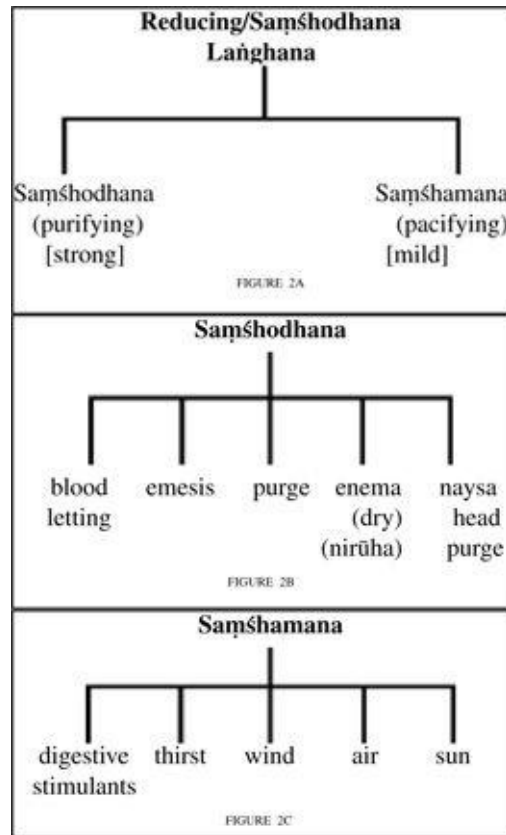 Reducing/Saṃśhodhana
Laṅghana
Saṃśhodhana
(purifying)
[strong]
Saṃśhamana
(pacifying)
[mild]
FIGURE 2A
Saṃśhodhana
blood
letting
emesis
purge
enema
(dry)
(nirūha)
naysa
head
purge
FIGURE 2B
Saṃśhamana
digestive
stimulants
thirst
wind
air
sun
FIGURE 2C